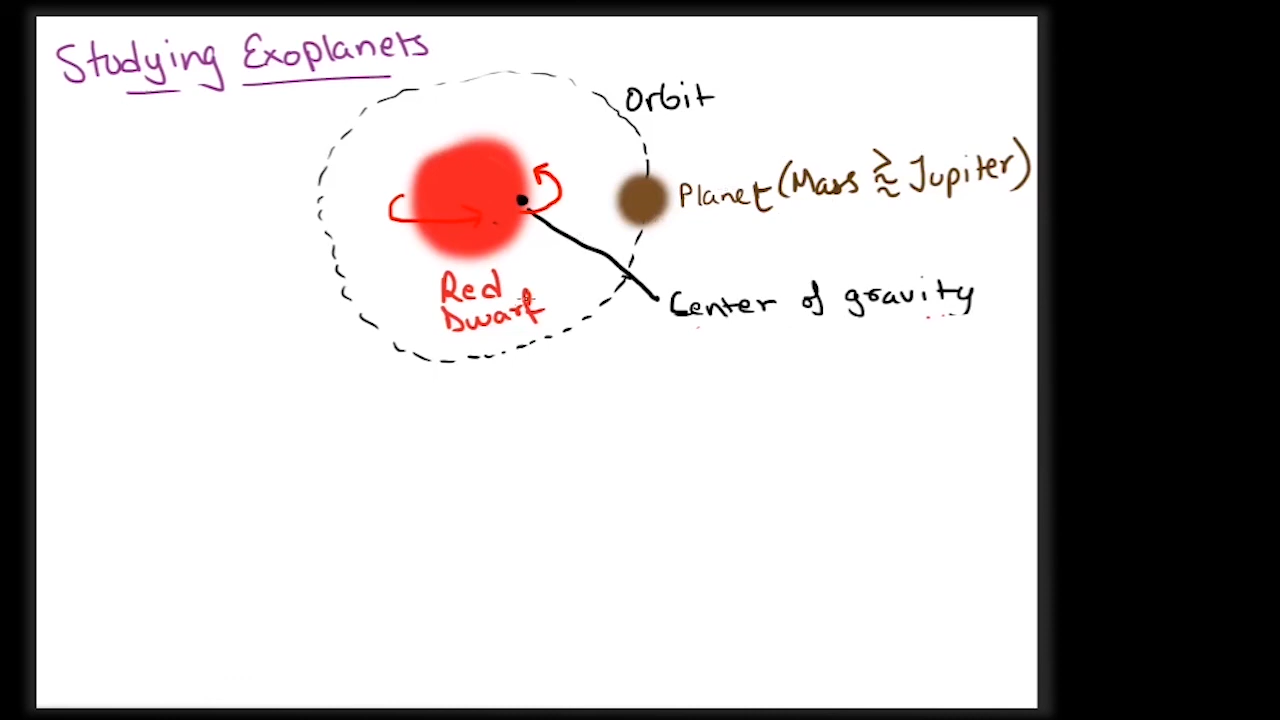 Studying Exoplanets
Orbit
Planet (Mass ⪆ Jupiter)
Center of gravity
Red
Dwarf